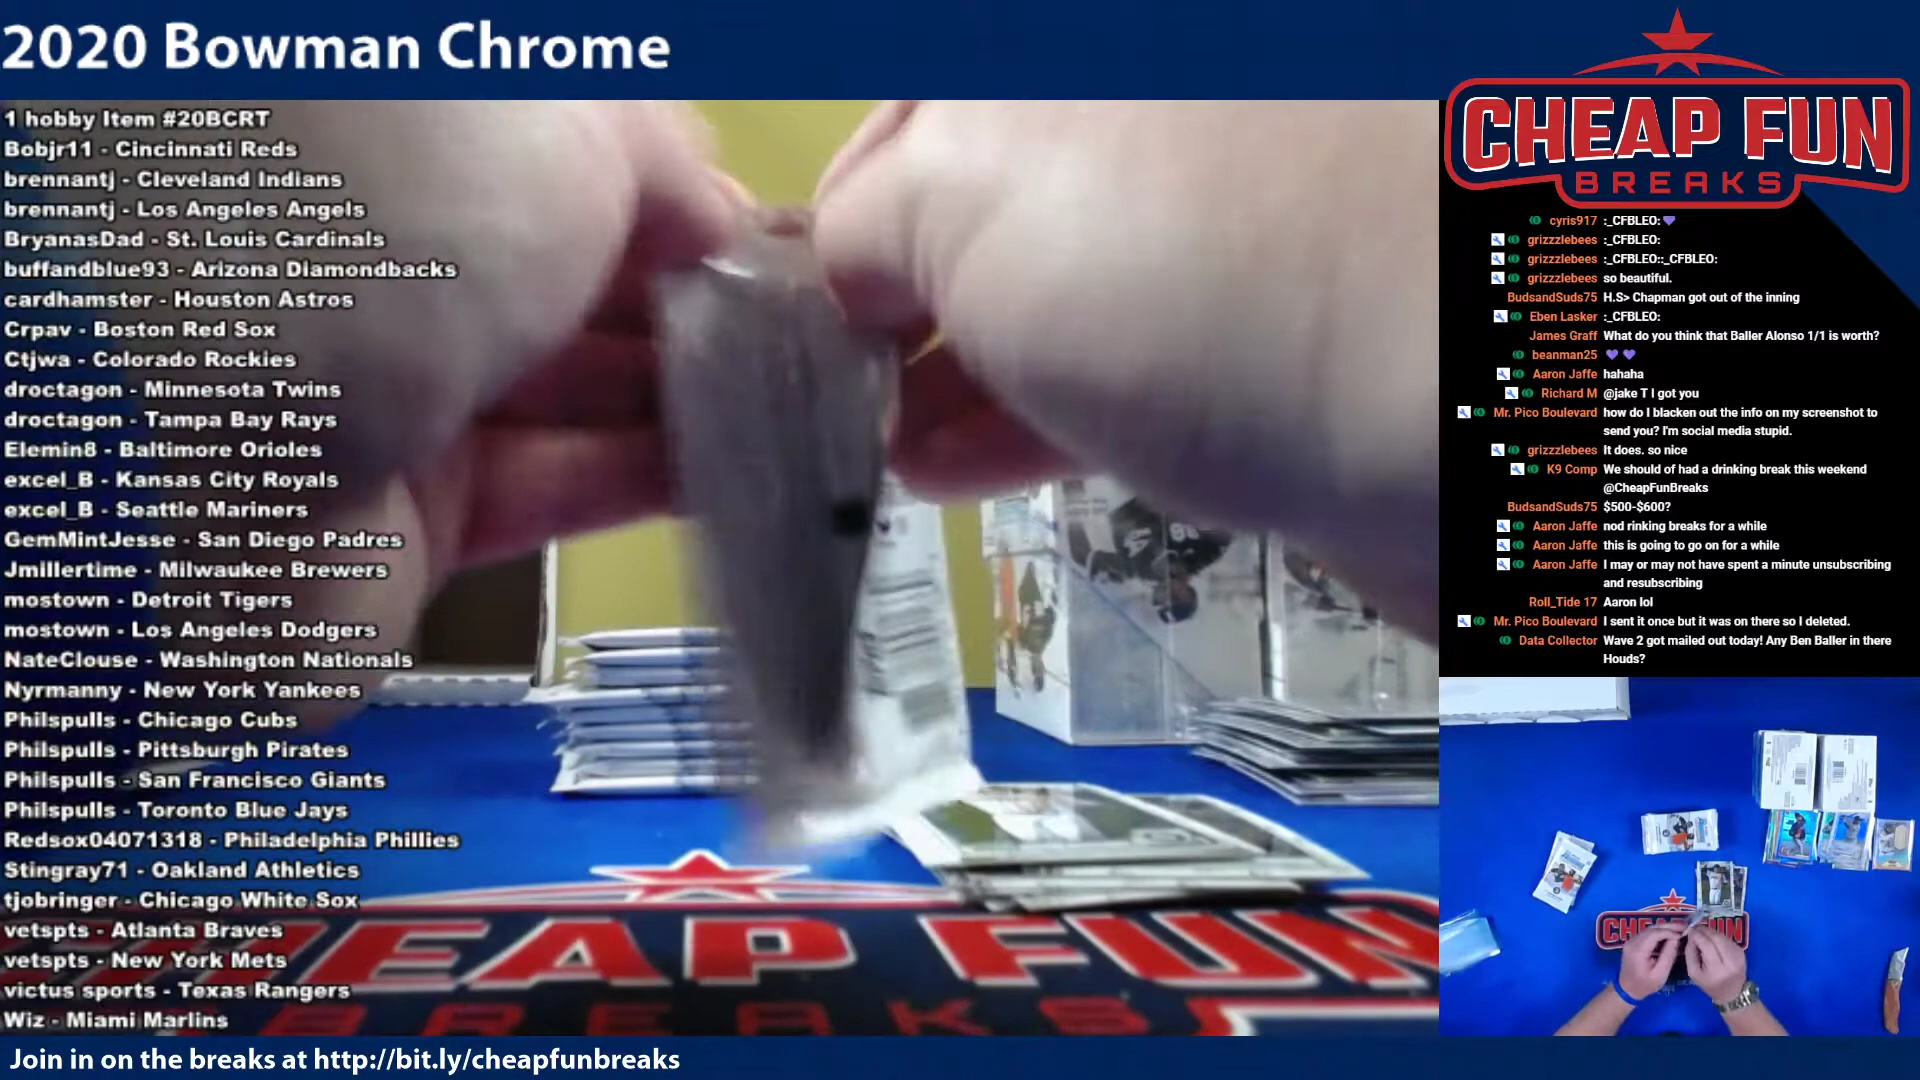 2020 Bowman Chrome
CHEAP FUN
BREAKS
1 hobby Item #20BCRT
Bobjr11 - Cincinnati Reds
brennantj - Cleveland Indians
brennantj - Los Angeles Angels
BryanasDad - St. Louis Cardinals
buffandblue93 - Arizona Diamondbacks
cardhamster - Houston Astros
Crpav - Boston Red Sox
Ctjwa - Colorado Rockies
droctagon - Minnesota Twins
droctagon - Tampa Bay Rays
Elemin8 - Baltimore Orioles
excel_B - Kansas City Royals
excel_B - Seattle Mariners
GemMintJesse - San Diego Padres
Jmillertime - Milwaukee Brewers
mostown - Detroit Tigers
mostown - Los Angeles Dodgers
NateClouse - Washington Nationals
Nyrmanny - New York Yankees
Philspulls - Chicago Cubs
Philspulls - Pittsburgh Pirates
Philspulls - San Francisco Giants
Philspulls - Toronto Blue Jays
Redsox04071318 - Philadelphia Phillies
Stingray71 - Oakland Athletics
tjobringer - Chicago White Sox
vetspts - Atlanta Braves
vetspts - New York Mets
victus sports - Texas Rangers
Wiz - Miami Marlins
cyris917 :_CFBLEO:💜
grizzzlebees :_CFBLEO:
grizzzlebees :_CFBLEO::_CFBLEO:
grizzzlebees so beautiful.
BudsandSuds75 H.S> Chapman got out of the inning
Eben Lasker :_CFBLEO:
James Graff What do you think that Baller Alonso 1/1 is worth?
beanman25 💜 💜
Aaron Jaffe hahaha
Richard M @jake T I got you
Mr. Pico Boulevard how do I blacken out the info on my screenshot to
send you? I'm social media stupid.
grizzzlebees It does. so nice
K9 Comp We should of had a drinking break this weekend
@CheapFunBreaks
BudsandSuds75 $500-$600?
Aaron Jaffe nod rinking breaks for a while
Aaron Jaffe this is going to go on for a while
Aaron Jaffe I may or may not have spent a minute unsubscribing
and resubscribing
Roll_Tide 17 Aaron lol
Mr. Pico Boulevard I sent it once but it was on there so I deleted.
Data Collector Wave 2 got mailed out today! Any Ben Baller in there
Houds?
CHEAP FUN
BREAKS
CHEAP FUN
Join in on the breaks at http://bit.ly/cheapfunbreaks